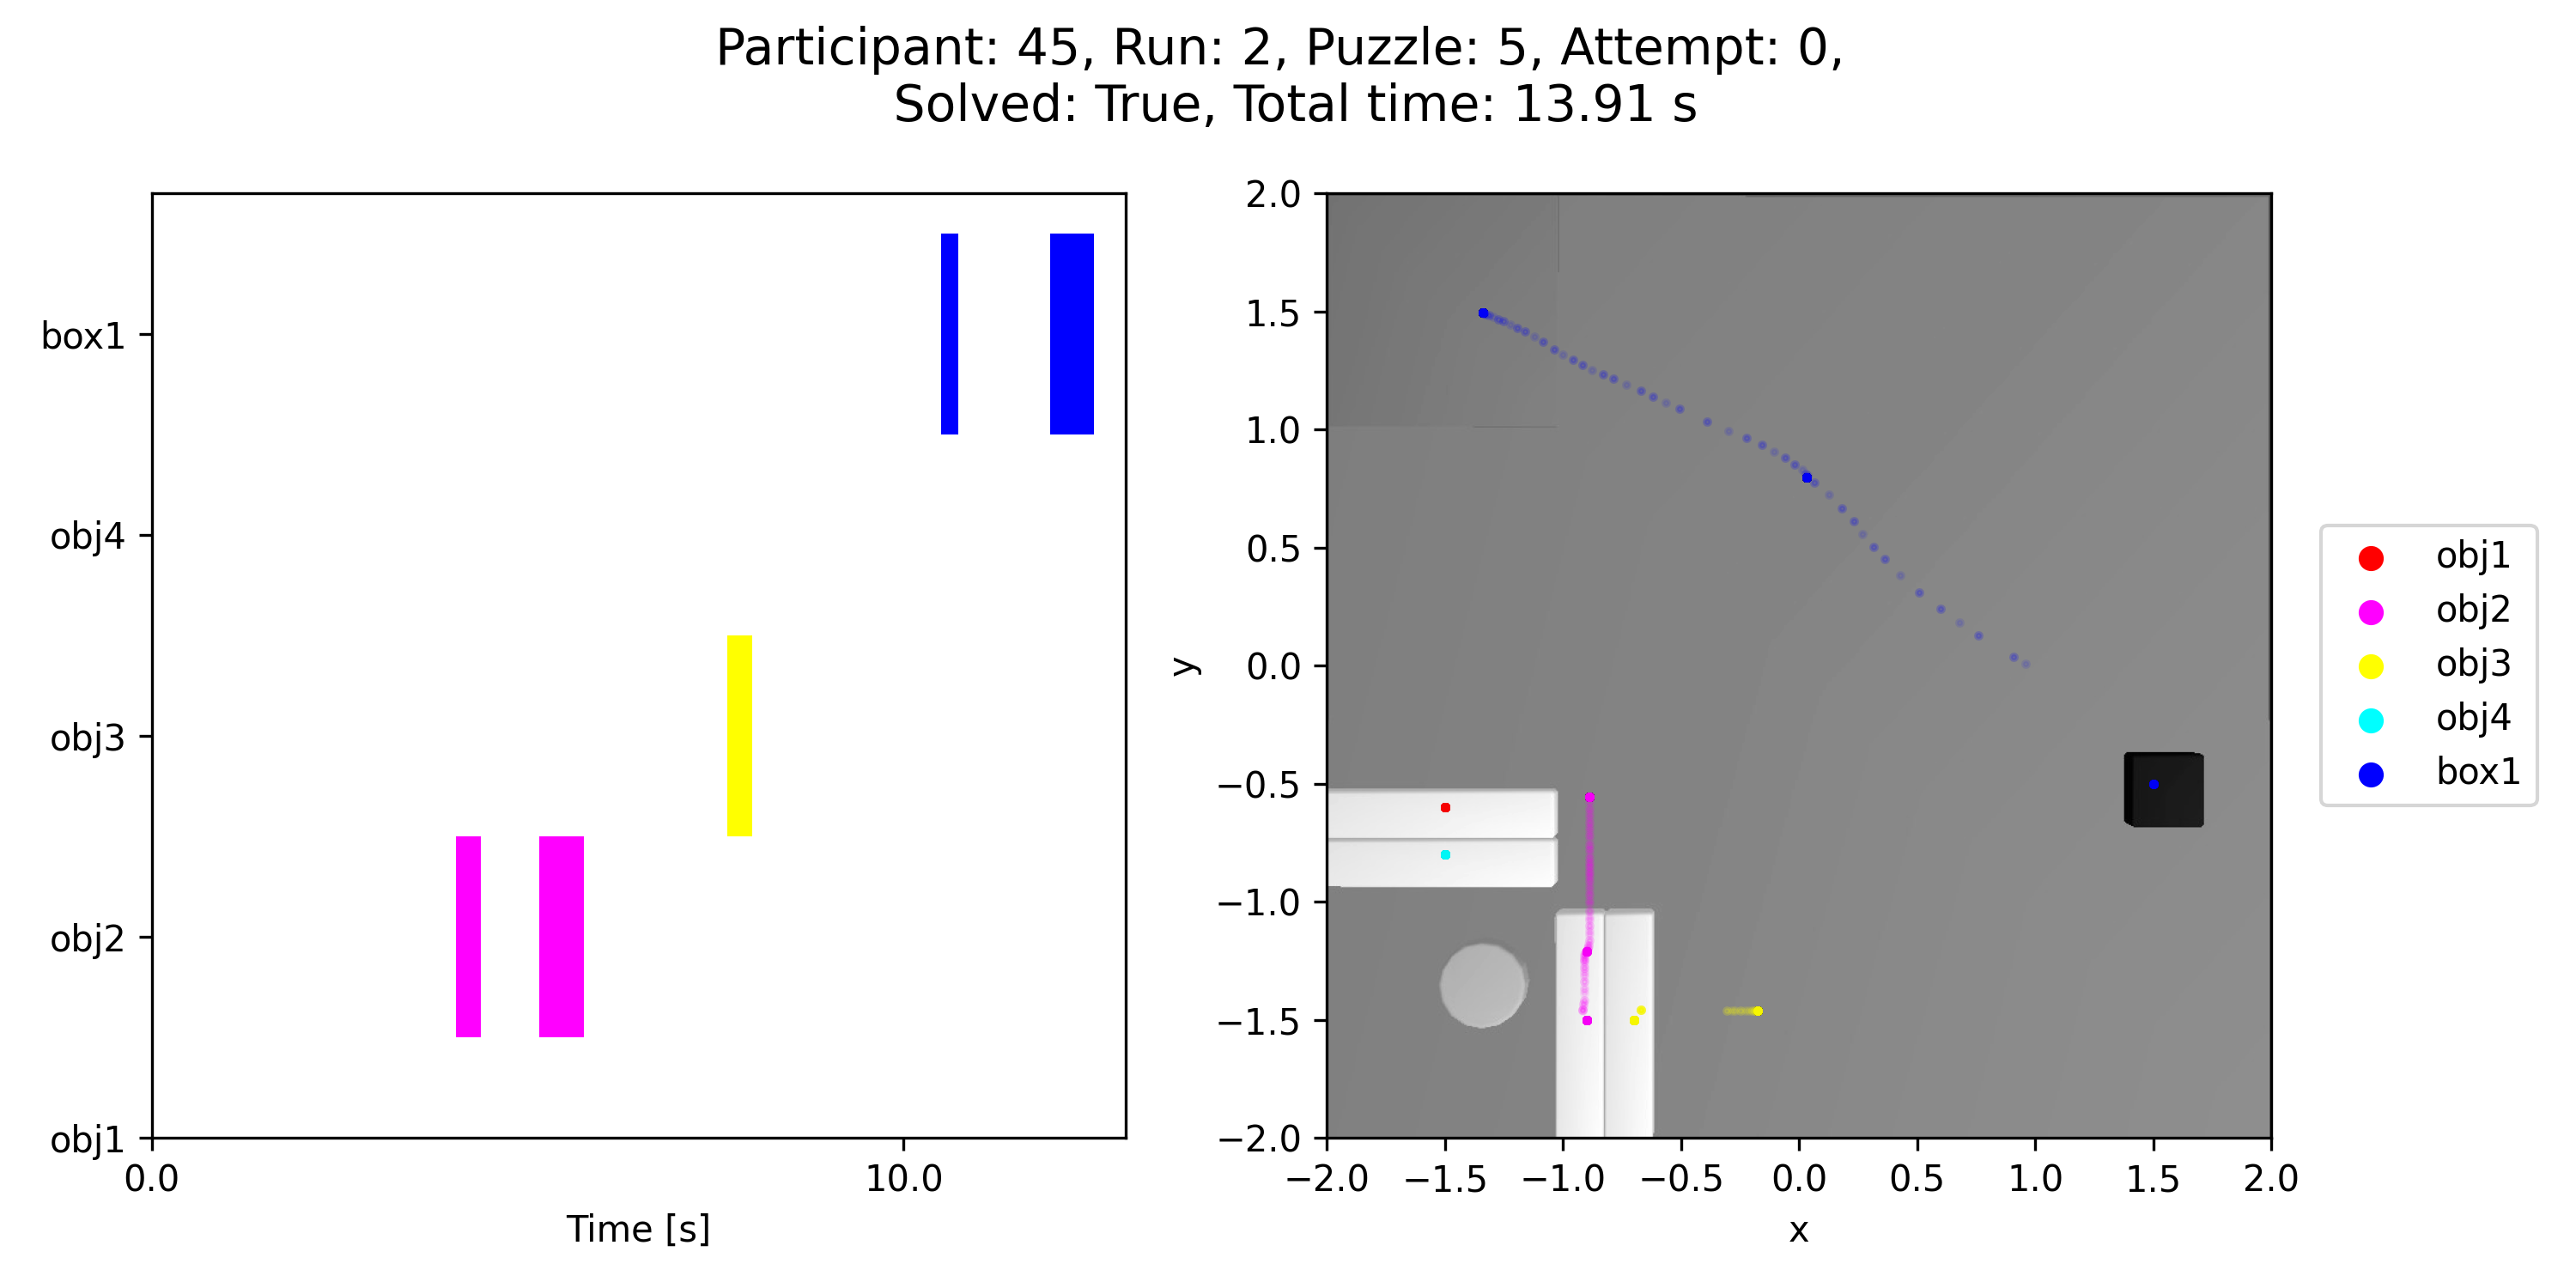 Participant: 45, Run: 2, Puzzle: 5, Attempt: 0,
Solved: True, Total time: 13.91 s
box1
obj4
obj3
obj2
obj1
0.0
10.0
Time [s]
2.0
1.5
1.0
0.5
0.0
−0.5
−1.0
−1.5
−2.0
y
−2.0
−1.5
−1.0
−0.5
0.0
0.5
1.0
1.5
2.0
x
obj1
obj2
obj3
obj4
box1